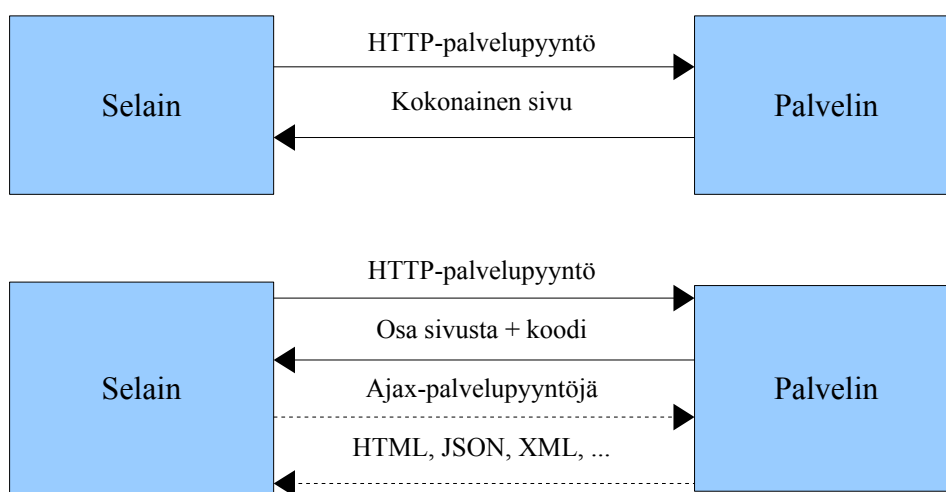 HTTP-palvelupyyntö
Selain
Kokonainen sivu
Palvelin
HTTP-palvelupyyntö
Osa sivusta + koodi
Selain
Ajax-palvelupyyntöjä
Palvelin
HTML, JSON, XML, ...